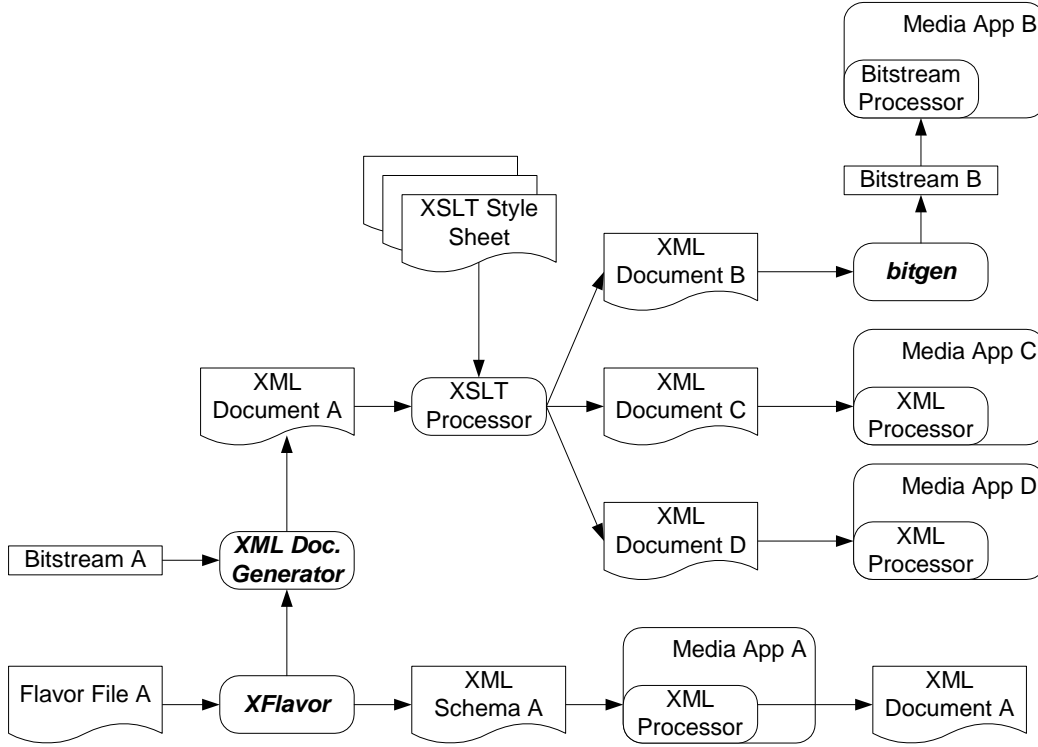 Media App B
Bitstream
Processor
Bitstream B
XSLT Style
Sheet
XML
Document B
bitgen
XML
Document A
XSLT
Processor
XML
Document C
Media App C
XML
Processor
Bitstream A
XML Doc.
Generator
XML
Document D
Media App D
XML
Processor
Flavor File A
XFlavor
XML
Schema A
Media App A
XML
Processor
XML
Document A